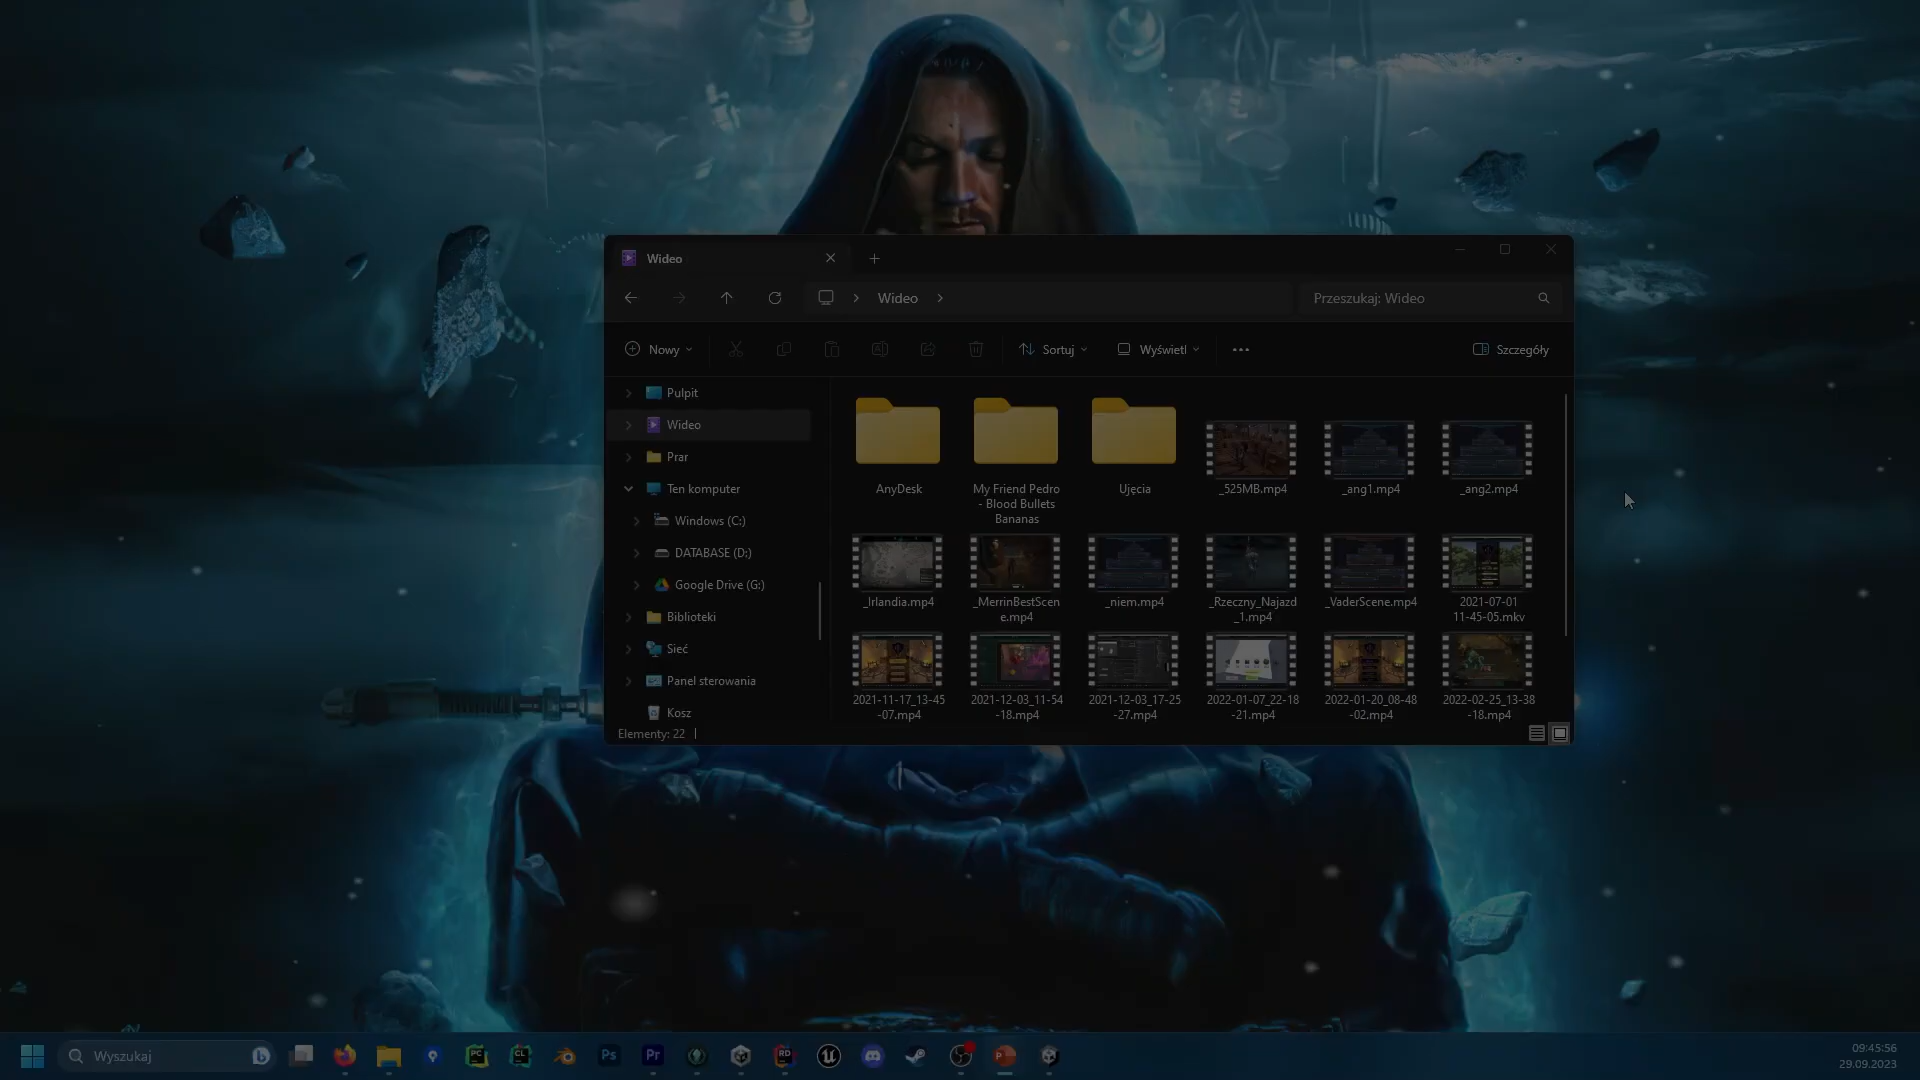 Wideo
Wideo
Przeszukaj: Wideo
Nowy
Sortuj
Wyświetl
Szczegóły
Pulpit
Wideo
Prar
Ten komputer
Windows (C:)
DATABASE (D:)
Google Drive (G:)
Biblioteki
Sieć
Panel sterowania
Kosz
AnyDesk
My Friend Pedro
- Blood Bullets
Bananas
Ujęcia
_525MB.mp4
_ang1.mp4
_ang2.mp4
_Irlandia.mp4
_MerrinBestScen
e.mp4
_niem.mp4
_Rzeczny_Najazd
_1.mp4
_VaderScene.mp4
2021-07-01
11-45-05.mkv
2021-11-17_13-45
-07.mp4
2021-12-03_11-54
-18.mp4
2021-12-03_17-25
-27.mp4
2022-01-07_22-18
-21.mp4
2022-01-20_08-48
-02.mp4
2022-02-25_13-38
-18.mp4
Elementy: 22
Wyszukaj
PC
CL
Ps
Pr
RD
P
09:45:56
29.09.2023